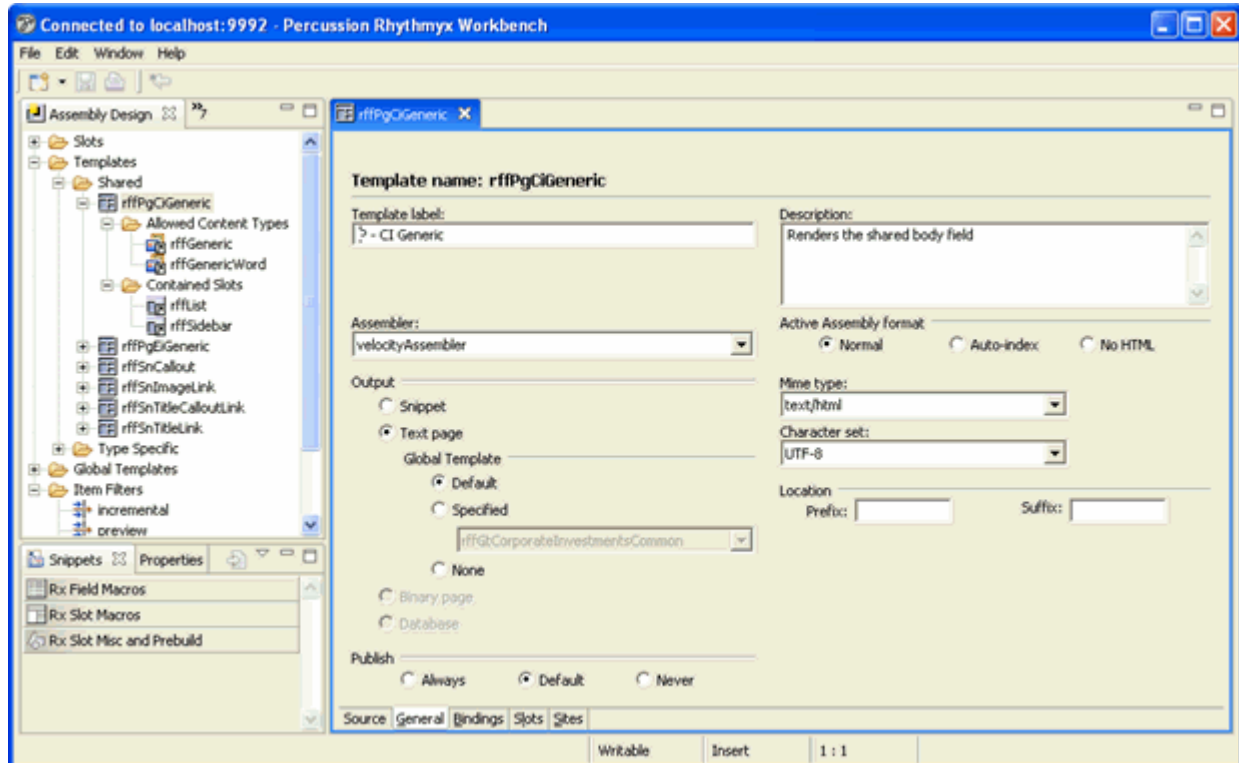 Connected to localhost:9992 - Percussion Rhythmyx Workbench
File Edit Window Help
Assembly Design
»7
Slots
Templates
Shared
rffPgCiGeneric
Allowed Content Types
rffGeneric
rffGenericWord
Contained Slots
rffList
rffSidebar
rffPgEiGeneric
rffSnCallout
rffSnImageLink
rffSnTitleCalloutLink
rffSnTitleLink
Type Specific
Global Templates
Item Filters
incremental
preview
Snippets Properties
Rx Field Macros
Rx Slot Macros
Rx Slot Misc and Prebuild
rffPgCiGeneric
Template name: rffPgCiGeneric
Template label:
? - CI Generic
Description:
Renders the shared body field
Assembler:
velocityAssembler
Active Assembly format
Normal Auto-index No HTML
Output
Snippet
Text page
Global Template
Default
Specified
rffGtCorporateInvestmentsCommon
None
Binary page
Database
Mime type:
text/html
Character set:
UTF-8
Location
Prefix: Suffix:
Publish
Always Default Never
Source General Bindings Slots Sites
Writable Insert 1 : 1